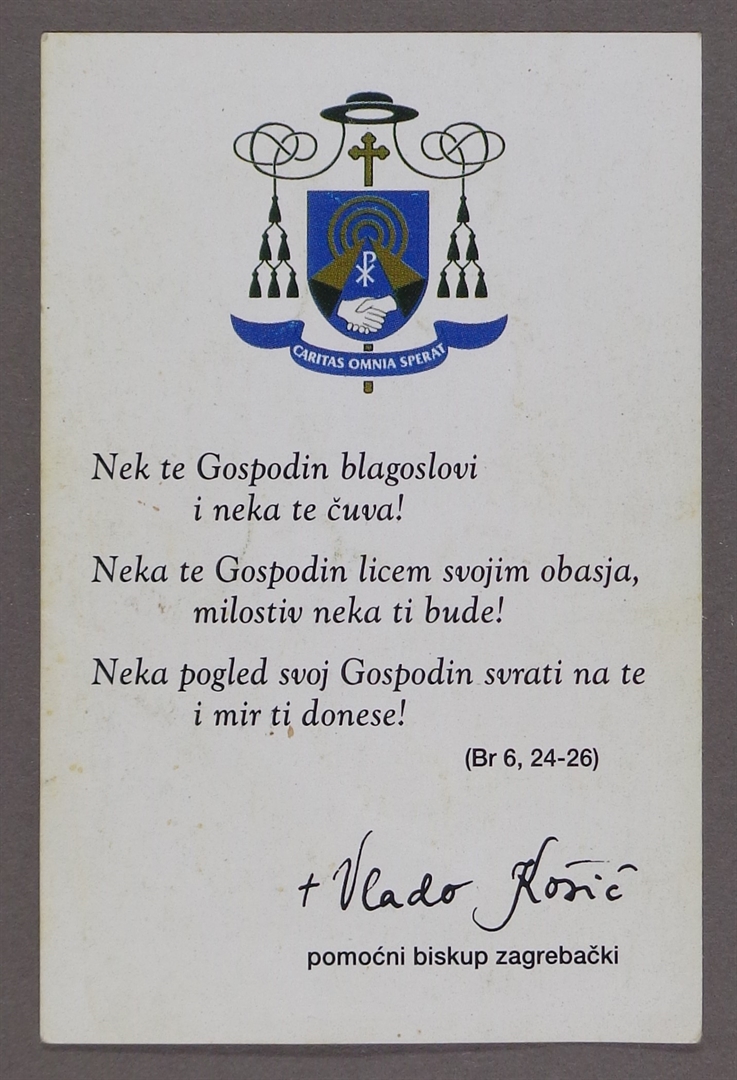 CARITAS OMNIA SPERAT
Nek te Gospodin blagoslovi
i neka te čuva!
Neka te Gospodin licem svojim obasja,
milostiv neka ti bude!
Neka pogled svoj Gospodin svrati na te
i mir ti donese!
(Br 6, 24-26)
+ Vlado Košić
pomoćni biskup zagrebački